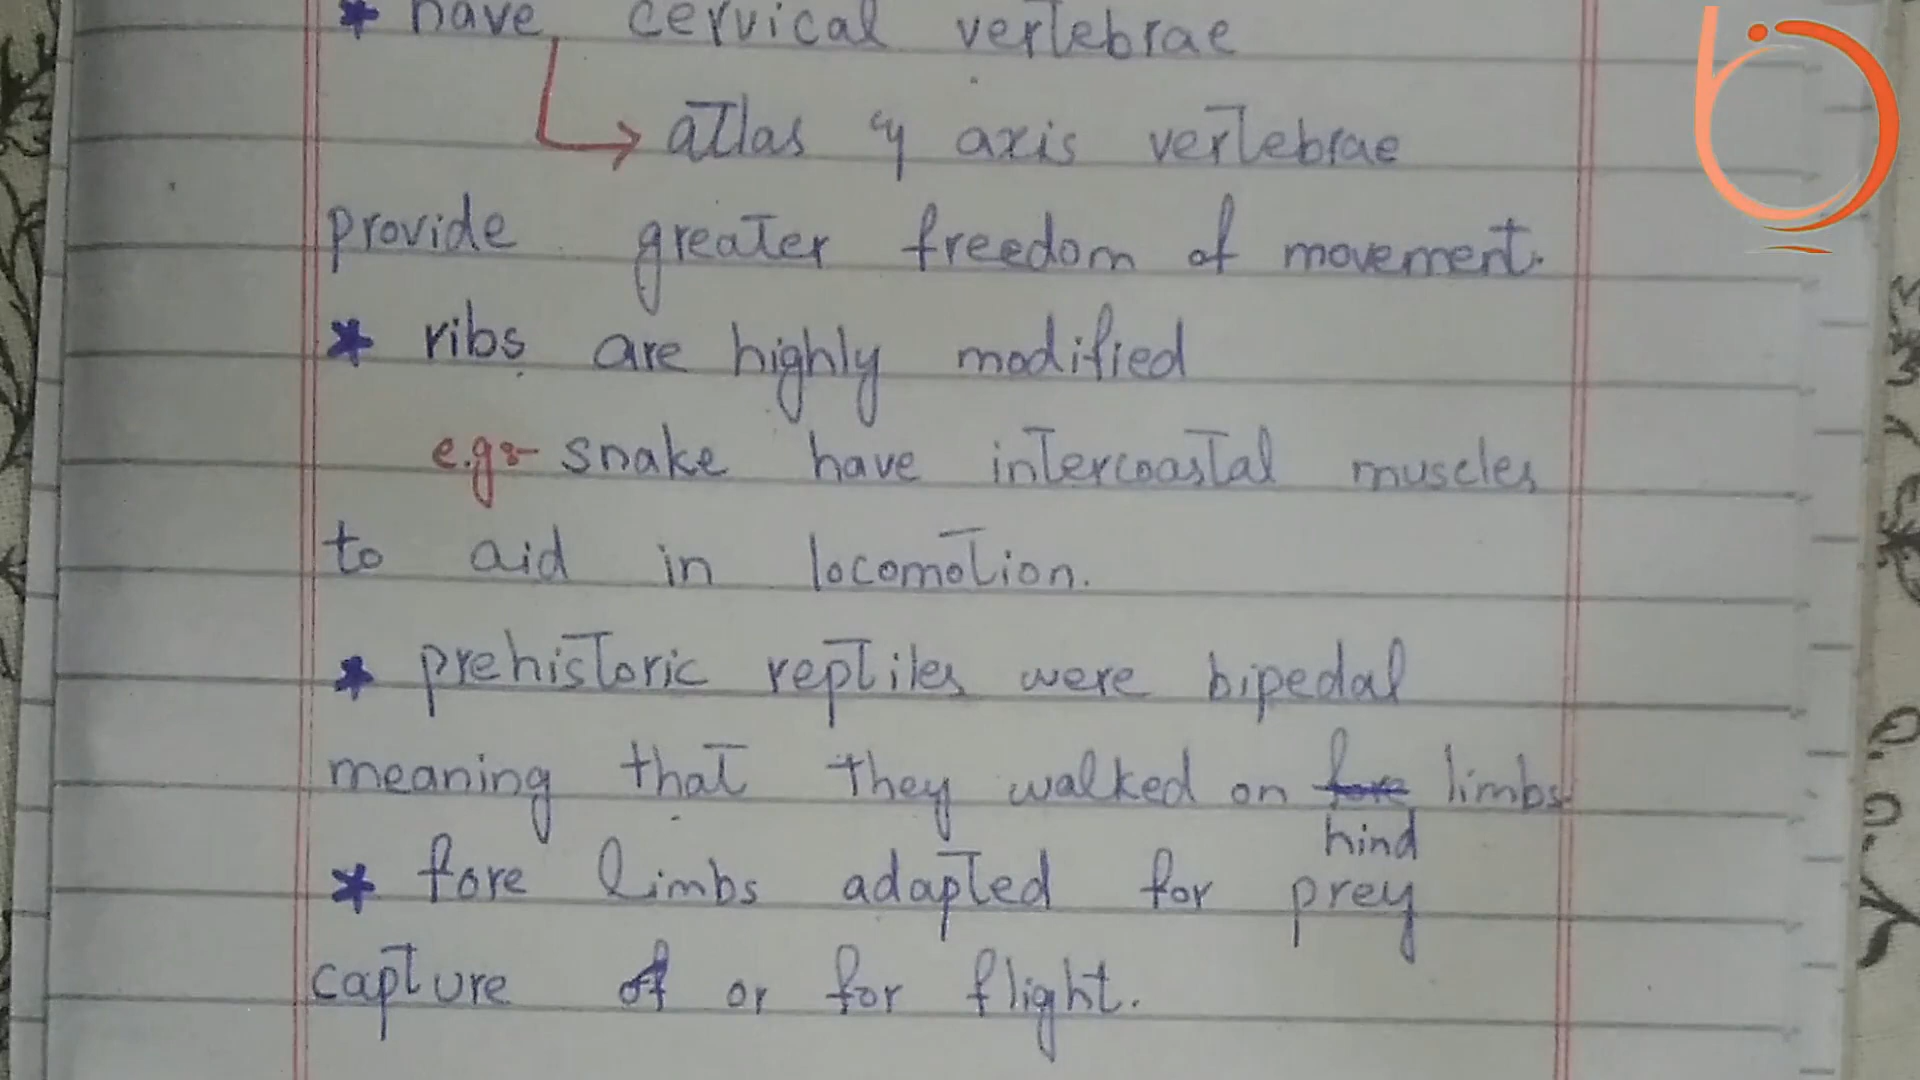 * have cervical vertebrae
→ atlas & axis vertebrae
provide greater freedom of movement.
* ribs are highly modified
e.g:- snake have intercoastal muscles
to aid in locomotion.
* prehistoric reptiles were bipedal
meaning that they walked on fore limbs
hind
* fore limbs adapted for prey
capture of or for flight.